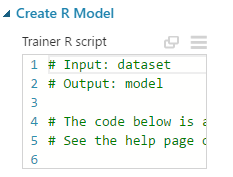 Create R Model
Trainer R script
1 # Input: dataset
2 # Output: model
3
4 # The code below is a
5 # See the help page
6